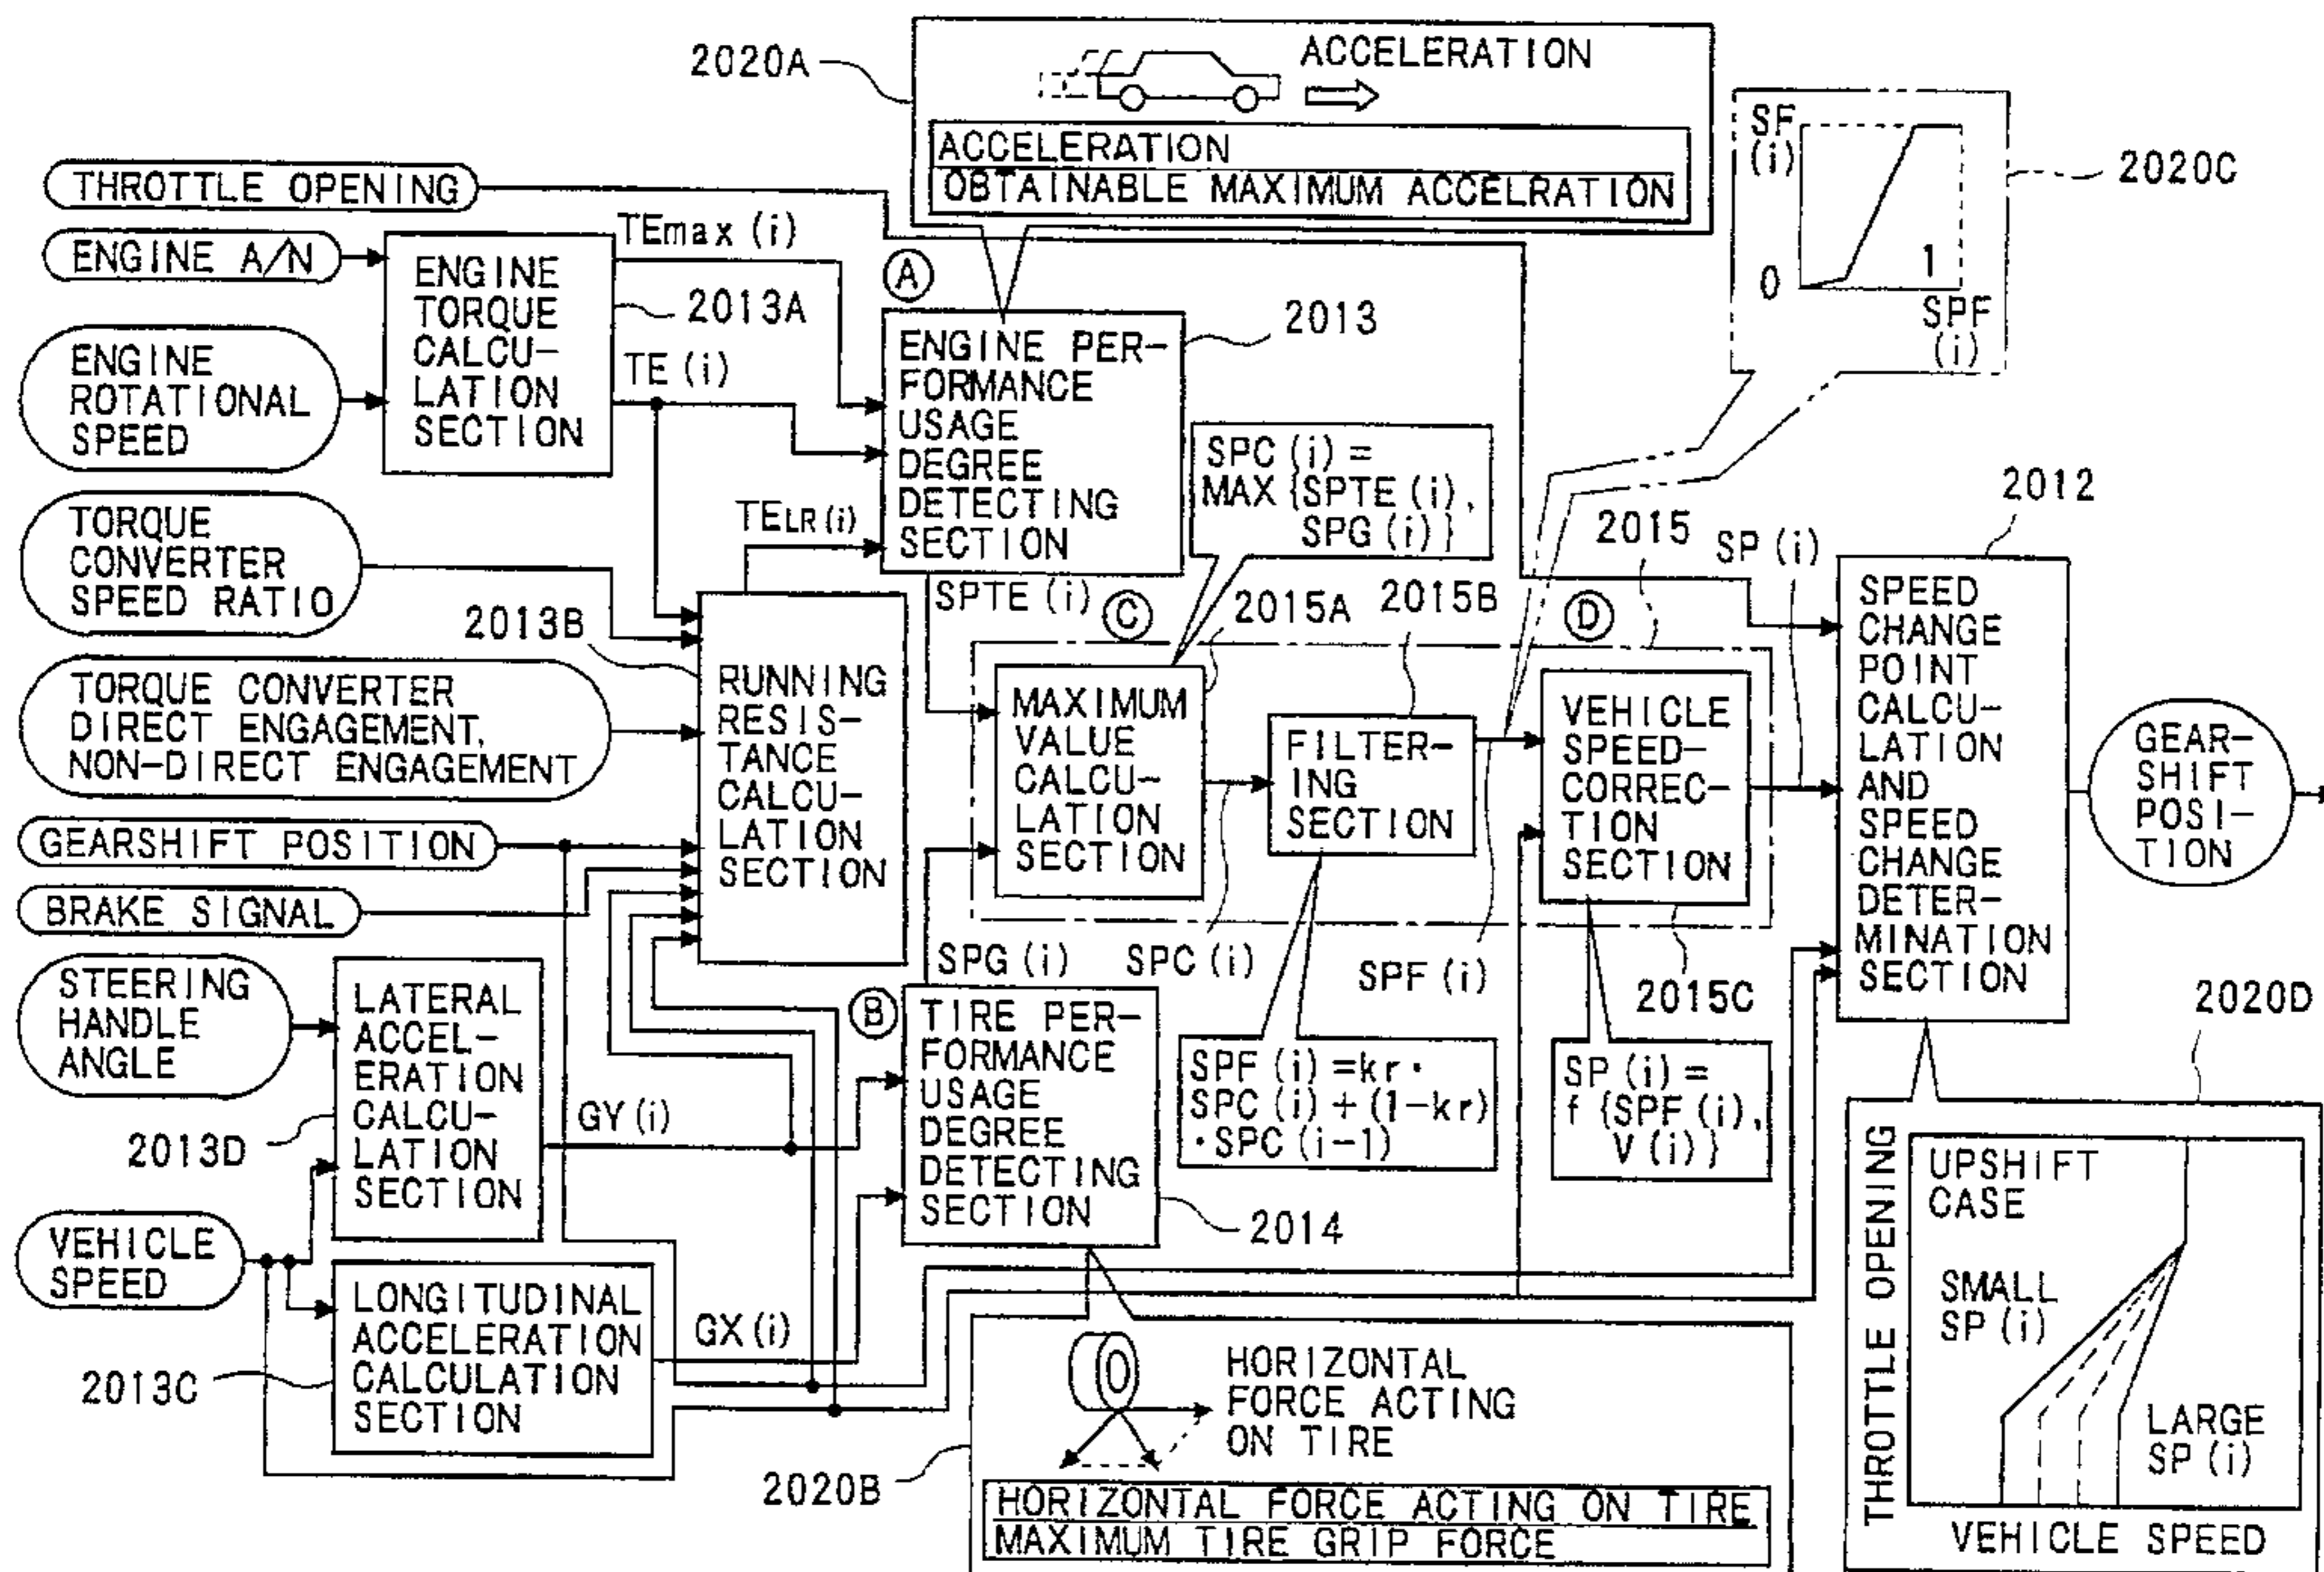 2020A
ACCELERATION
ACCELERATION
OBTAINABLE MAXIMUM ACCELRATION
SF
(i)
0
1
SPF
(i)
2020C
THROTTLE OPENING
ENGINE A/N
ENGINE
ROTATIONAL
SPEED
TORQUE
CONVERTER
SPEED RATIO
TORQUE CONVERTER
DIRECT ENGAGEMENT,
NON-DIRECT ENGAGEMENT
GEARSHIFT POSITION
BRAKE SIGNAL
STEERING
HANDLE
ANGLE
VEHICLE
SPEED
ENGINE
TORQUE
CALCU-
LATION
SECTION
2013A
TEmax (i)
TE (i)
TELR (i)
A
ENGINE PER-
FORMANCE
USAGE
DEGREE
DETECTING
SECTION
2013
SPTE (i)
2013B
RUNNING
RESIS-
TANCE
CALCU-
LATION
SECTION
SPC (i) =
MAX {SPTE (i),
SPG (i)}
C
2015A
2015B
D
2015
MAXIMUM
VALUE
CALCU-
LATION
SECTION
FILTER-
ING
SECTION
VEHICLE
SPEED-
CORREC-
TION
SECTION
SP (i)
2012
SPEED
CHANGE
POINT
CALCU-
LATION
AND
SPEED
CHANGE
DETER-
MINATION
SECTION
GEAR-
SHIFT
POSI-
TION
SPG (i)
SPC (i)
SPF (i)
2015C
LATERAL
ACCEL-
ERATION
CALCU-
LATION
SECTION
2013D
GY (i)
B
TIRE PER-
FORMANCE
USAGE
DEGREE
DETECTING
SECTION
2014
SPF (i) =kr·
SPC (i) + (1-kr)
·SPC (i-1)
SP (i) =
f {SPF (i),
V (i)}
2020D
THROTTLE OPENING
UPSHIFT
CASE
SMALL
SP (i)
LARGE
SP (i)
VEHICLE SPEED
LONGITUDINAL
ACCELERATION
CALCULATION
SECTION
2013C
GX (i)
2020B
HORIZONTAL
FORCE ACTING
ON TIRE
HORIZONTAL FORCE ACTING ON TIRE
MAXIMUM TIRE GRIP FORCE